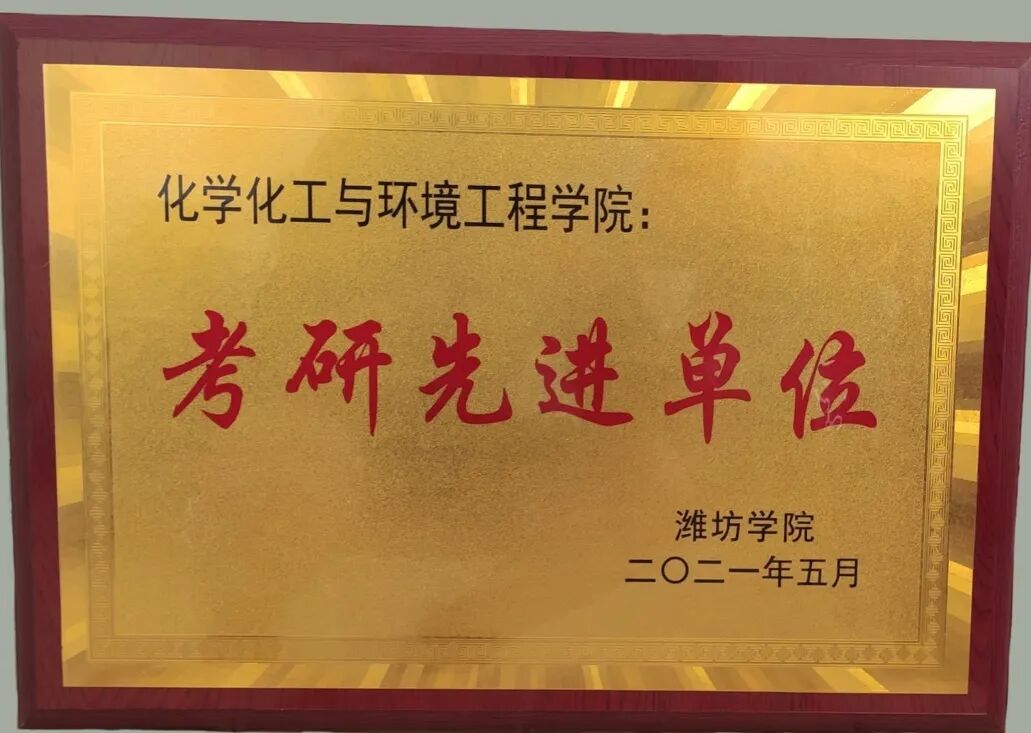 化学化工与环境工程学院：
考研先进单位
潍坊学院
二〇二一年五月